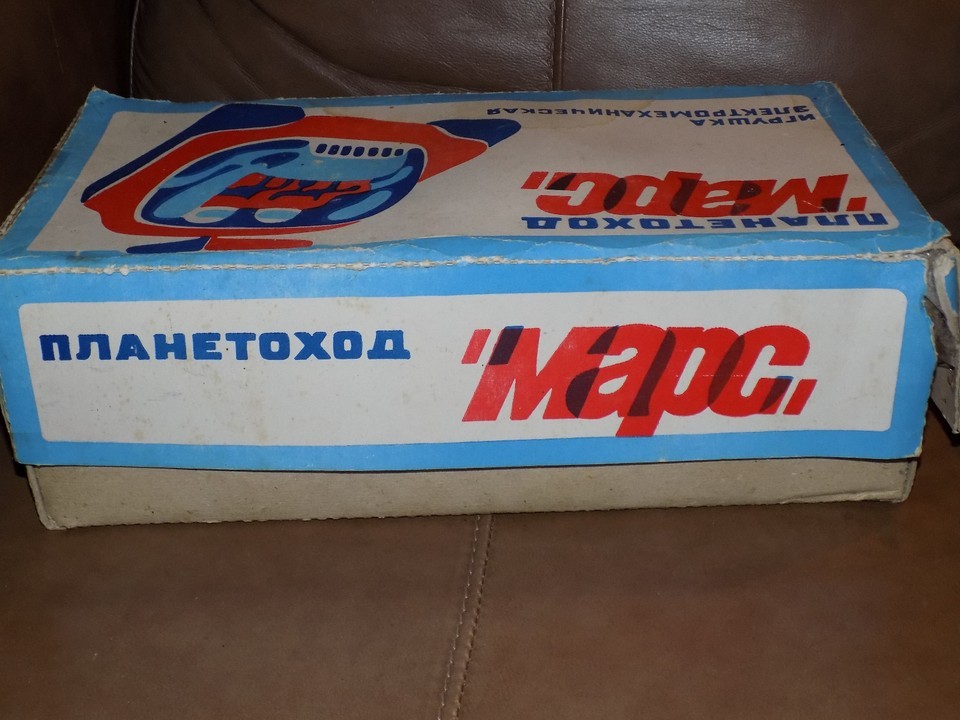 ИГРУШКА
ЭЛЕКТРОМЕХАНИЧЕСКАЯ
"Марс"
ПЛАНЕТОХОД
ПЛАНЕТОХОД
"Марс"